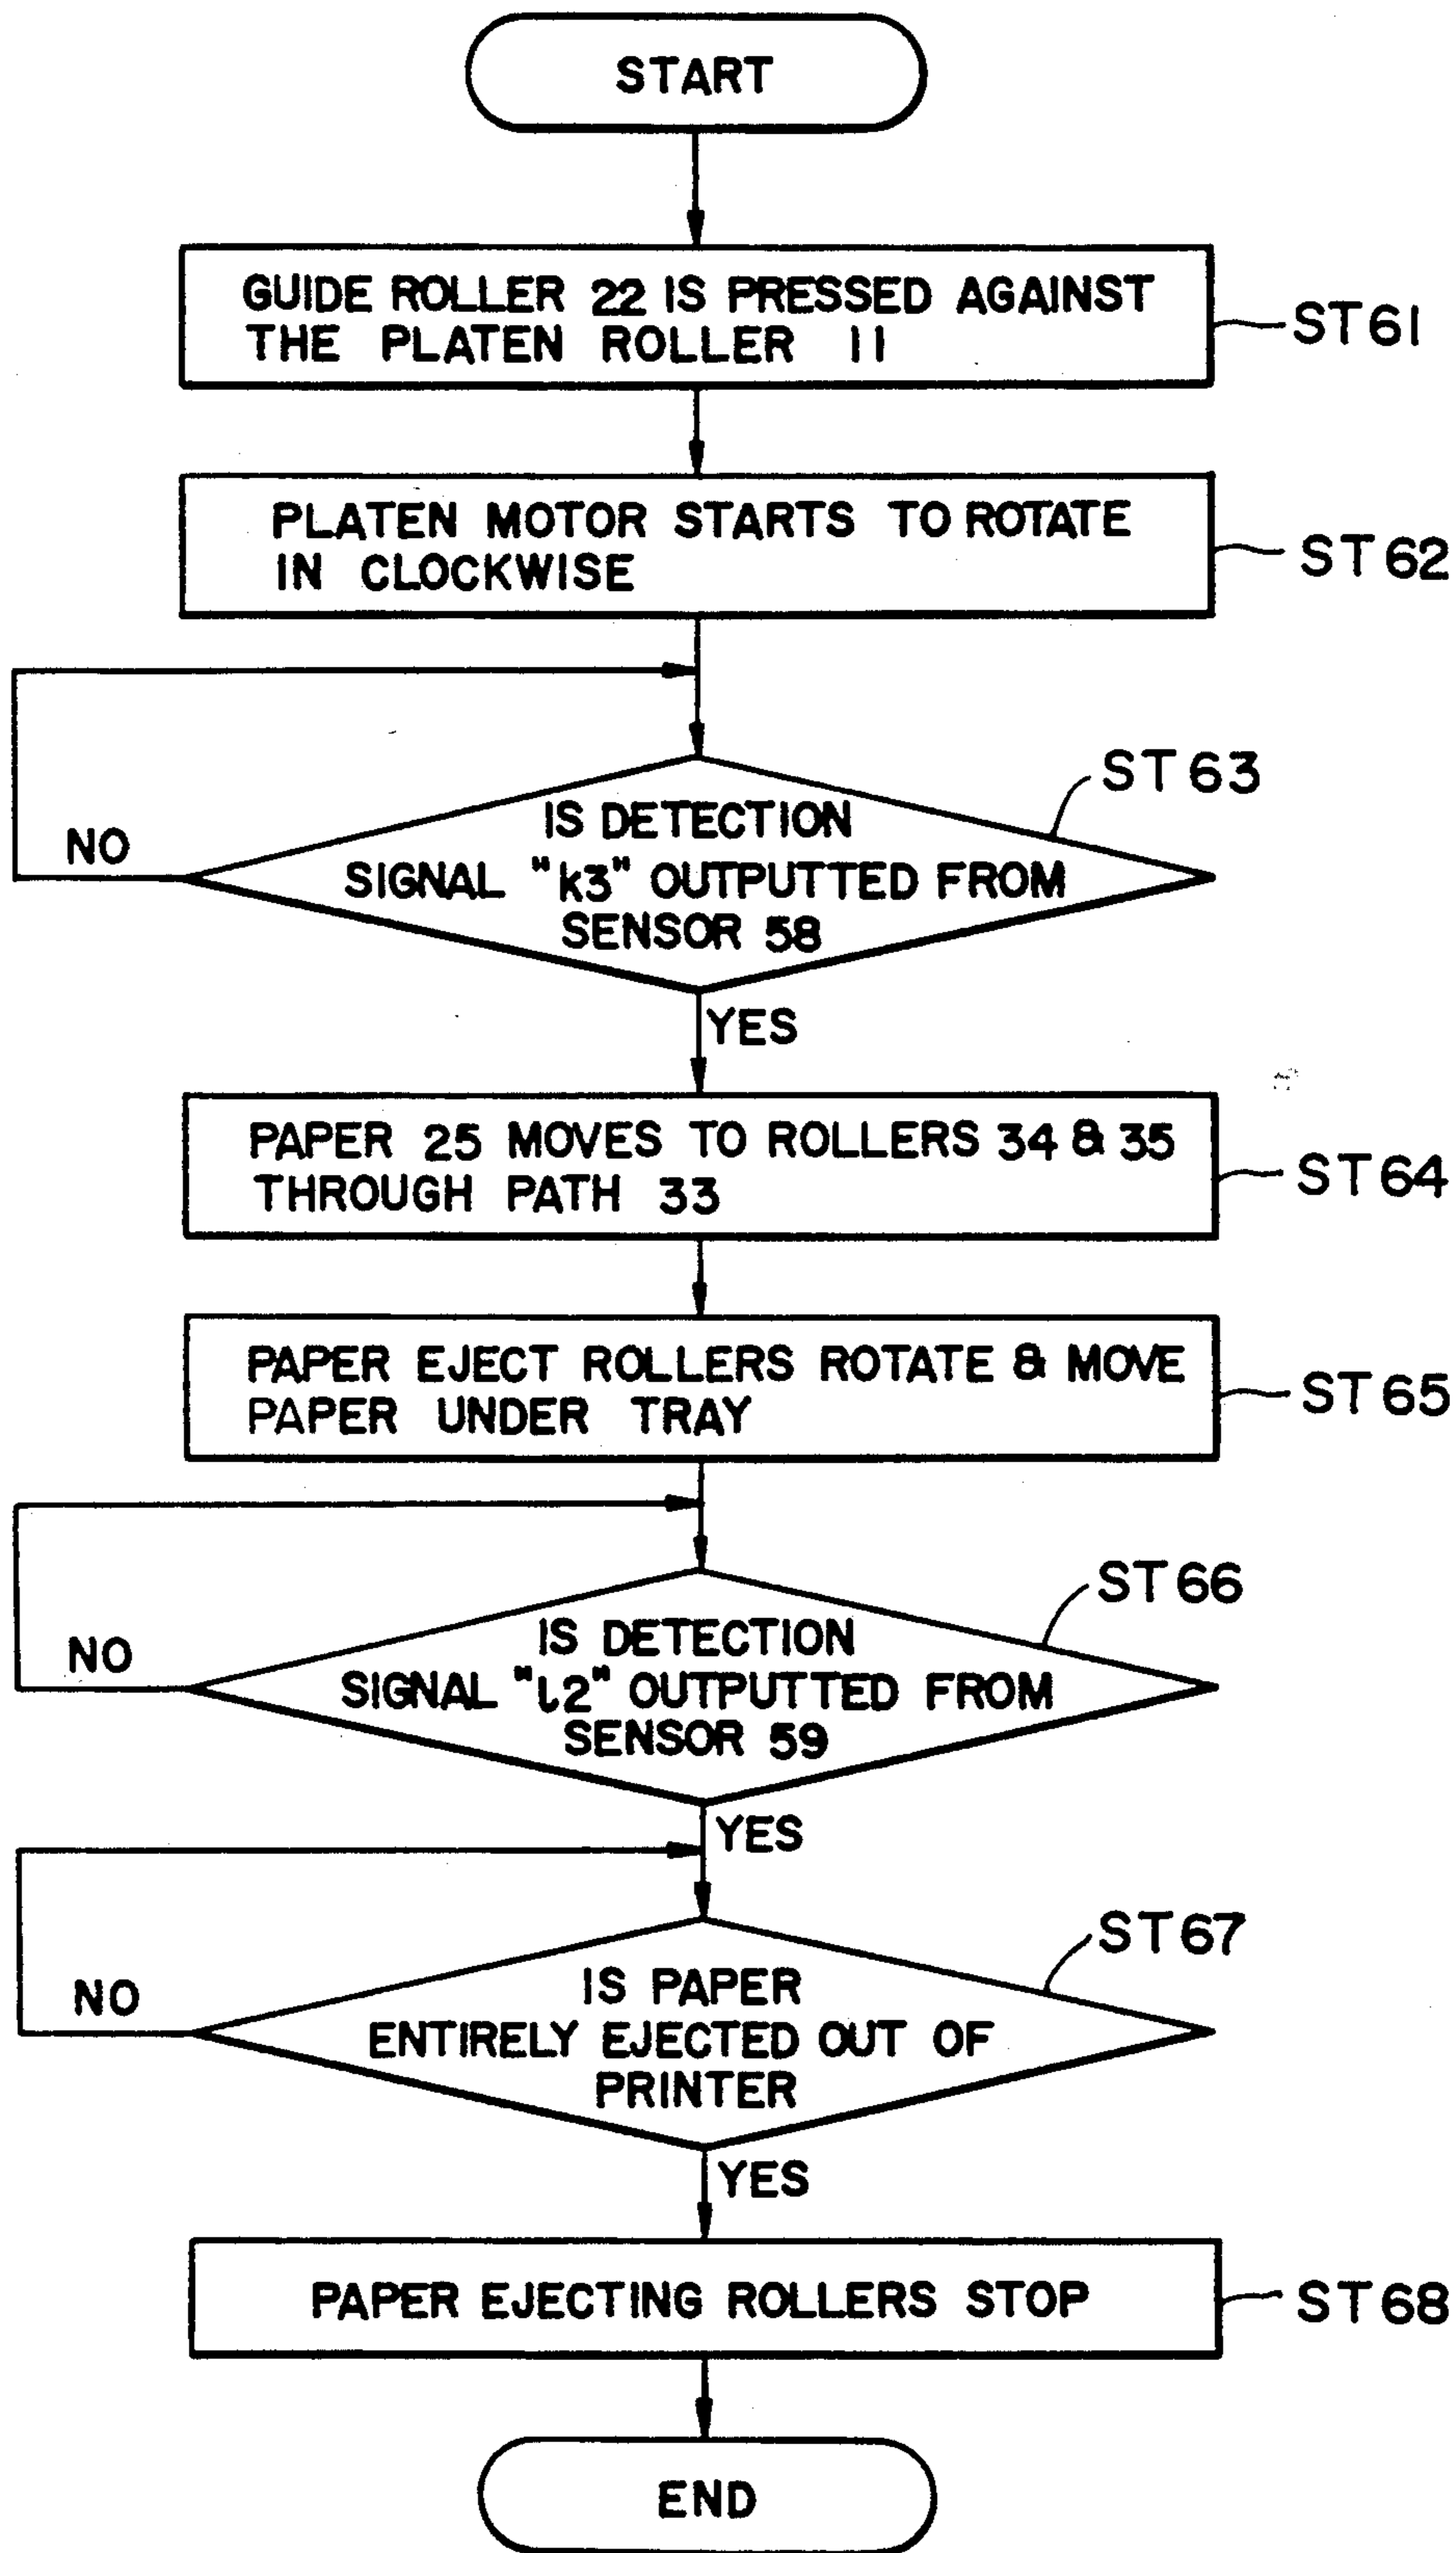 START
GUIDE ROLLER 22 IS PRESSED AGAINST
THE PLATEN ROLLER 11
ST61
PLATEN MOTOR STARTS TO ROTATE
IN CLOCKWISE
ST62
ST63
IS DETECTION
SIGNAL "k3" OUTPUTTED FROM
SENSOR 58
NO
YES
PAPER 25 MOVES TO ROLLERS 34 & 35
THROUGH PATH 33
ST64
PAPER EJECT ROLLERS ROTATE & MOVE
PAPER UNDER TRAY
ST65
ST66
IS DETECTION
SIGNAL "l2" OUTPUTTED FROM
SENSOR 59
NO
YES
ST67
IS PAPER
ENTIRELY EJECTED OUT OF
PRINTER
NO
YES
PAPER EJECTING ROLLERS STOP
ST68
END